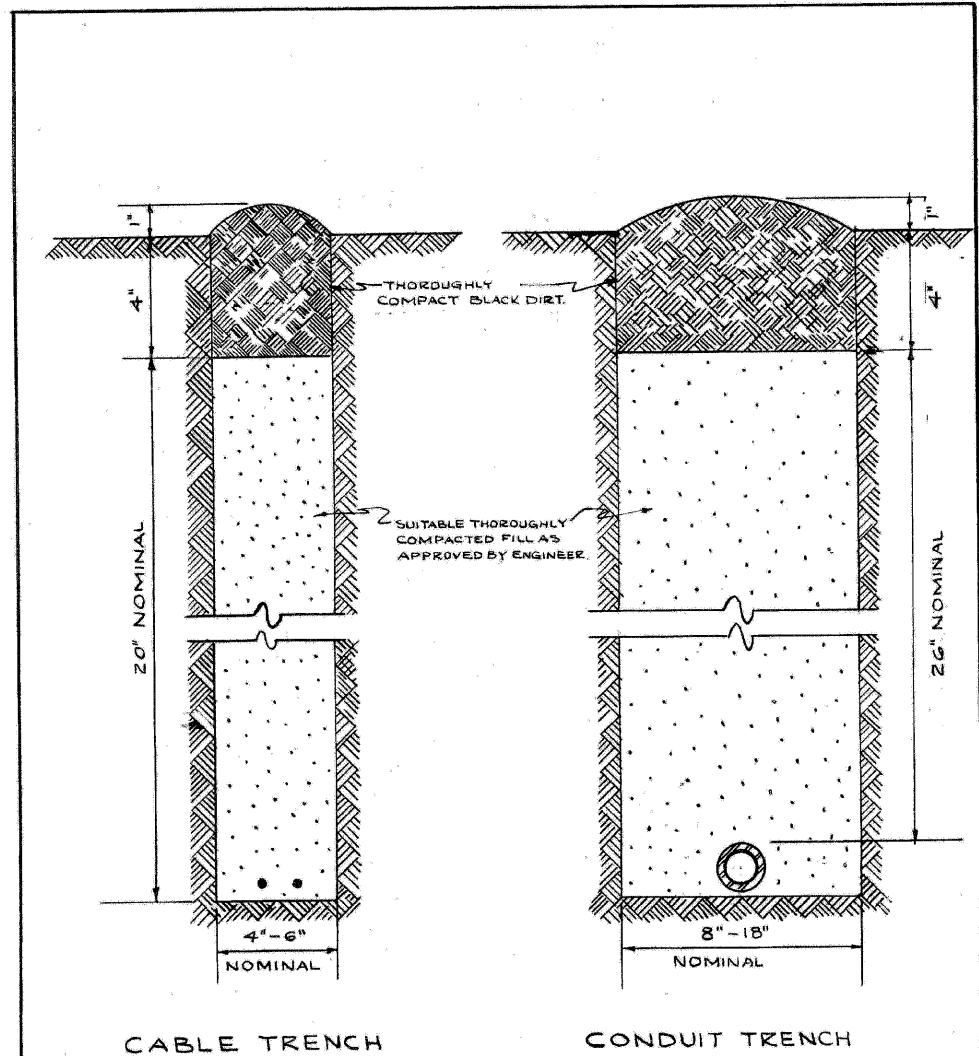 1"
1"
4"
4"
THOROUGHLY
COMPACT BLACK DIRT.
SUITABLE THOROUGHLY
COMPACTED FILL AS
APPROVED BY ENGINEER.
20" NOMINAL
26" NOMINAL
4"-6"
NOMINAL
8"-18"
NOMINAL
CABLE TRENCH
CONDUIT TRENCH